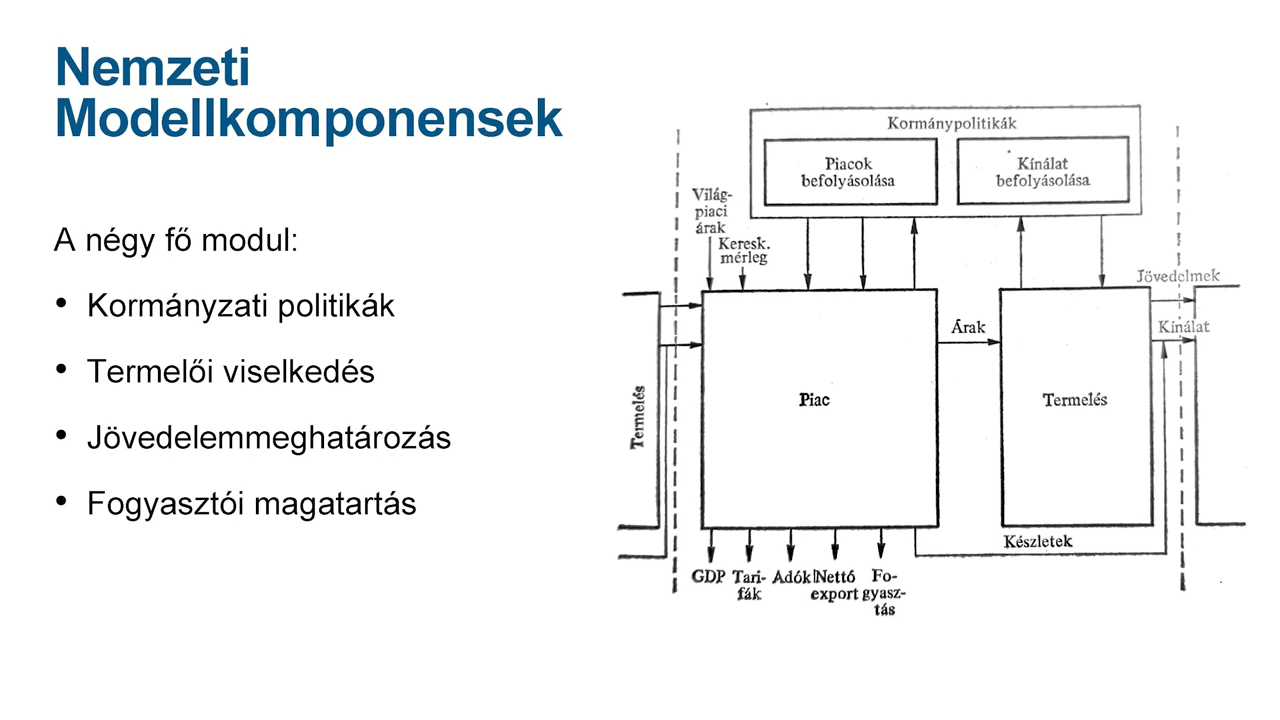 Nemzeti
Modellkomponensek
A négy fő modul:
• Kormányzati politikák
• Termelői viselkedés
• Jövedelemmeghatározás
• Fogyasztói magatartás
Kormánypolitikák
Piacok
befolyásolása
Kínálat
befolyásolása
Világ-
piaci
árak
Keresk.
mérleg
Jövedelmek
Árak
Kínálat
Termelés
Piac
Termelés
Készletek
GDP
Tari-
fák
Adók
Nettó
export
Fo-
gyasz-
tás